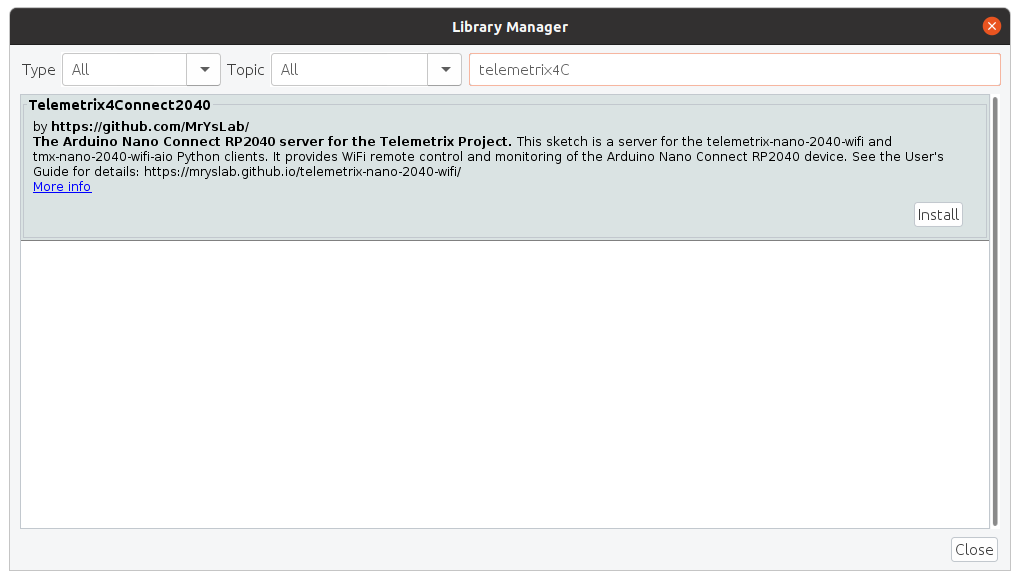 Library Manager
Type All Topic All telemetrix4C
Telemetrix4Connect2040
by https://github.com/MrYsLab/
The Arduino Nano Connect RP2040 server for the Telemetrix Project. This sketch is a server for the telemetrix-nano-2040-wifi and
tmx-nano-2040-wifi-aio Python clients. It provides WiFi remote control and monitoring of the Arduino Nano Connect RP2040 device. See the User's
Guide for details: https://mryslab.github.io/telemetrix-nano-2040-wifi/
More info
Install
Close